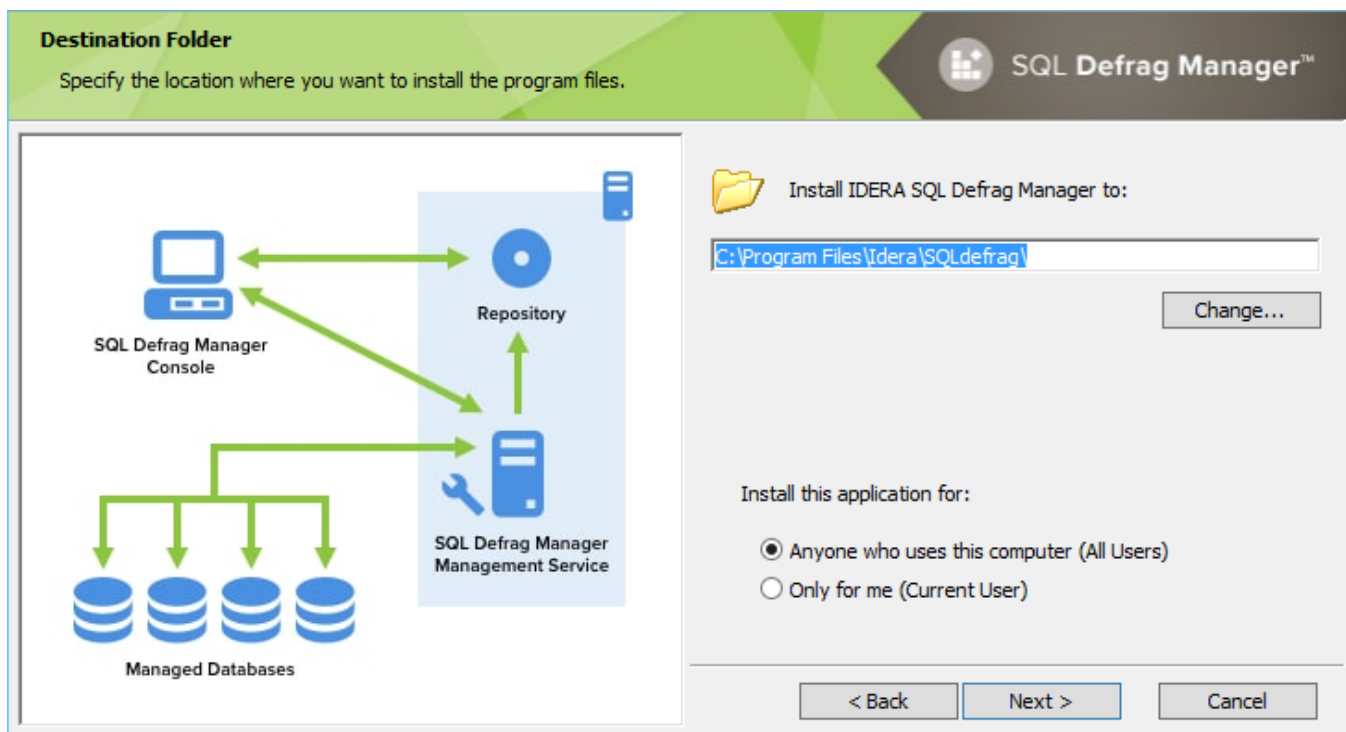 Destination Folder
Specify the location where you want to install the program files.
SQL Defrag Manager™
SQL Defrag Manager
Console
Repository
SQL Defrag Manager
Management Service
Managed Databases
Install IDERA SQL Defrag Manager to:
C:\Program Files\Idera\SQLdefrag\
Change...
Install this application for:
Anyone who uses this computer (All Users)
Only for me (Current User)
< Back
Next >
Cancel